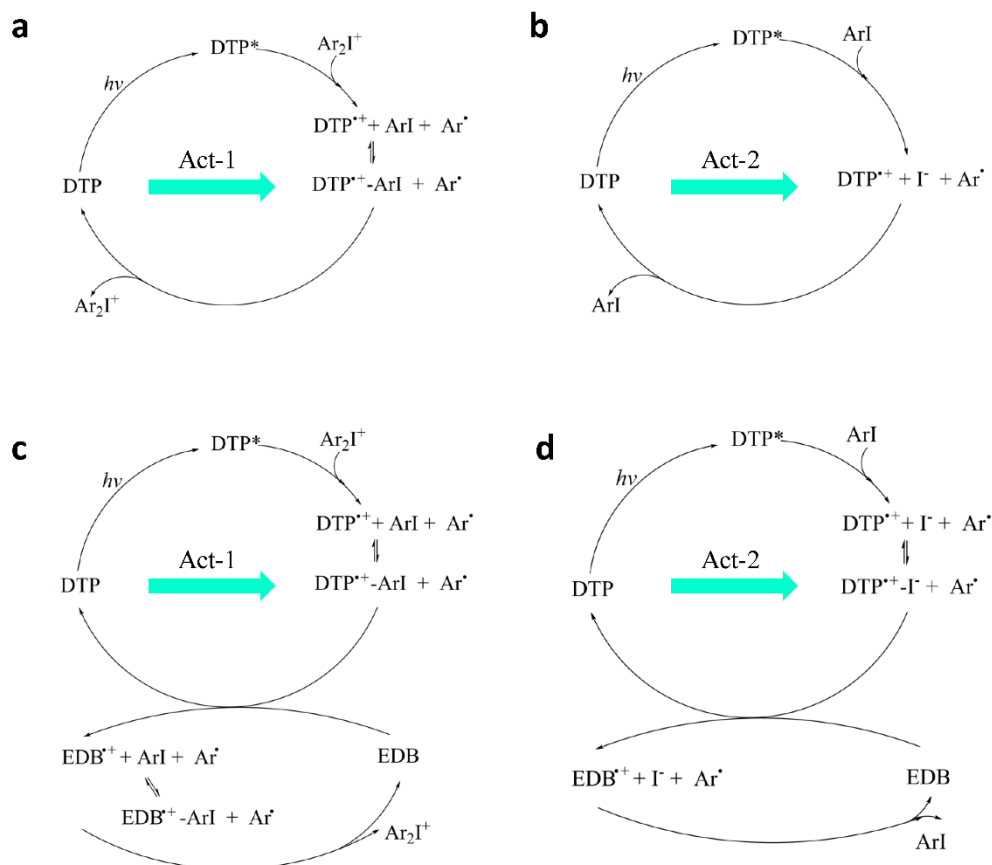 a
DTP*
Ar₂I⁺
hν
DTP•⁺ + ArI + Ar•
Act-1
DTP
DTP•⁺-ArI + Ar•
Ar₂I⁺
b
DTP*
ArI
hν
Act-2
DTP
DTP•⁺ + I⁻ + Ar•
ArI
c
DTP*
Ar₂I⁺
hν
DTP•⁺ + ArI + Ar•
Act-1
DTP
DTP•⁺-ArI + Ar•
EDB•⁺ + ArI + Ar•
EDB
EDB•⁺-ArI + Ar•
Ar₂I⁺
d
DTP*
ArI
hν
DTP•⁺ + I⁻ + Ar•
Act-2
DTP
DTP•⁺-I⁻ + Ar•
EDB•⁺ + I⁻ + Ar•
EDB
ArI